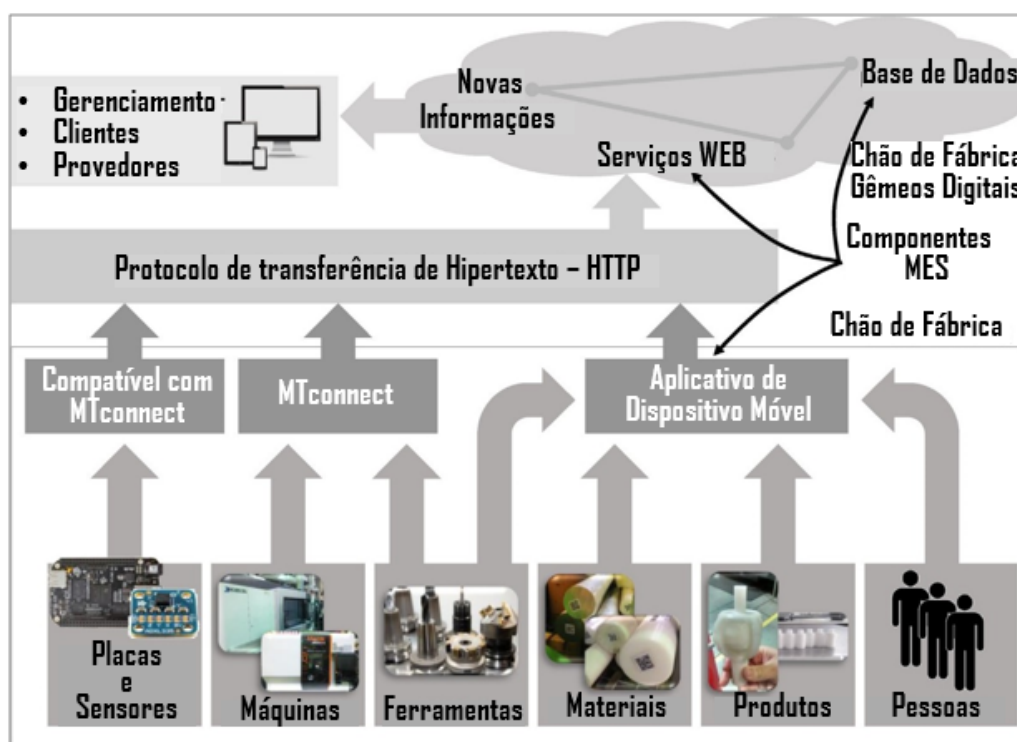 • Gerenciamento
• Clientes
• Provedores
Novas
Informações
Base de Dados
Serviços WEB
Chão de Fábrica
Gêmeos Digitais
Componentes
MES
Protocolo de transferência de Hipertexto – HTTP
Chão de Fábrica
Compatível com
MTconnect
MTconnect
Aplicativo de
Dispositivo Móvel
Placas
e
Sensores
Máquinas
Ferramentas
Materiais
Produtos
Pessoas